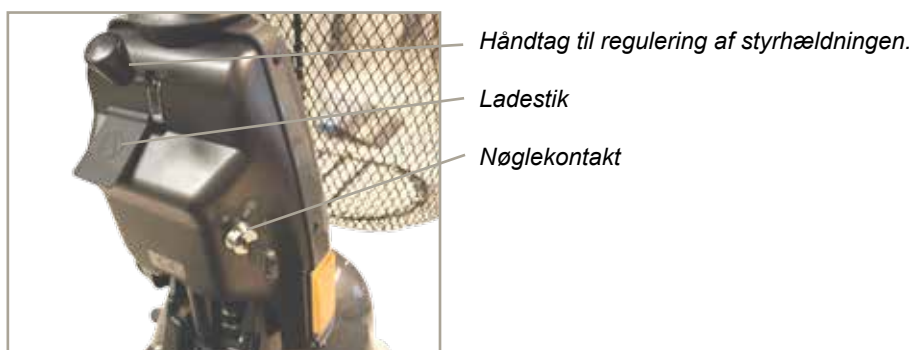 Håndtag til regulering af styrhældningen.
Ladestik
Nøglekontakt